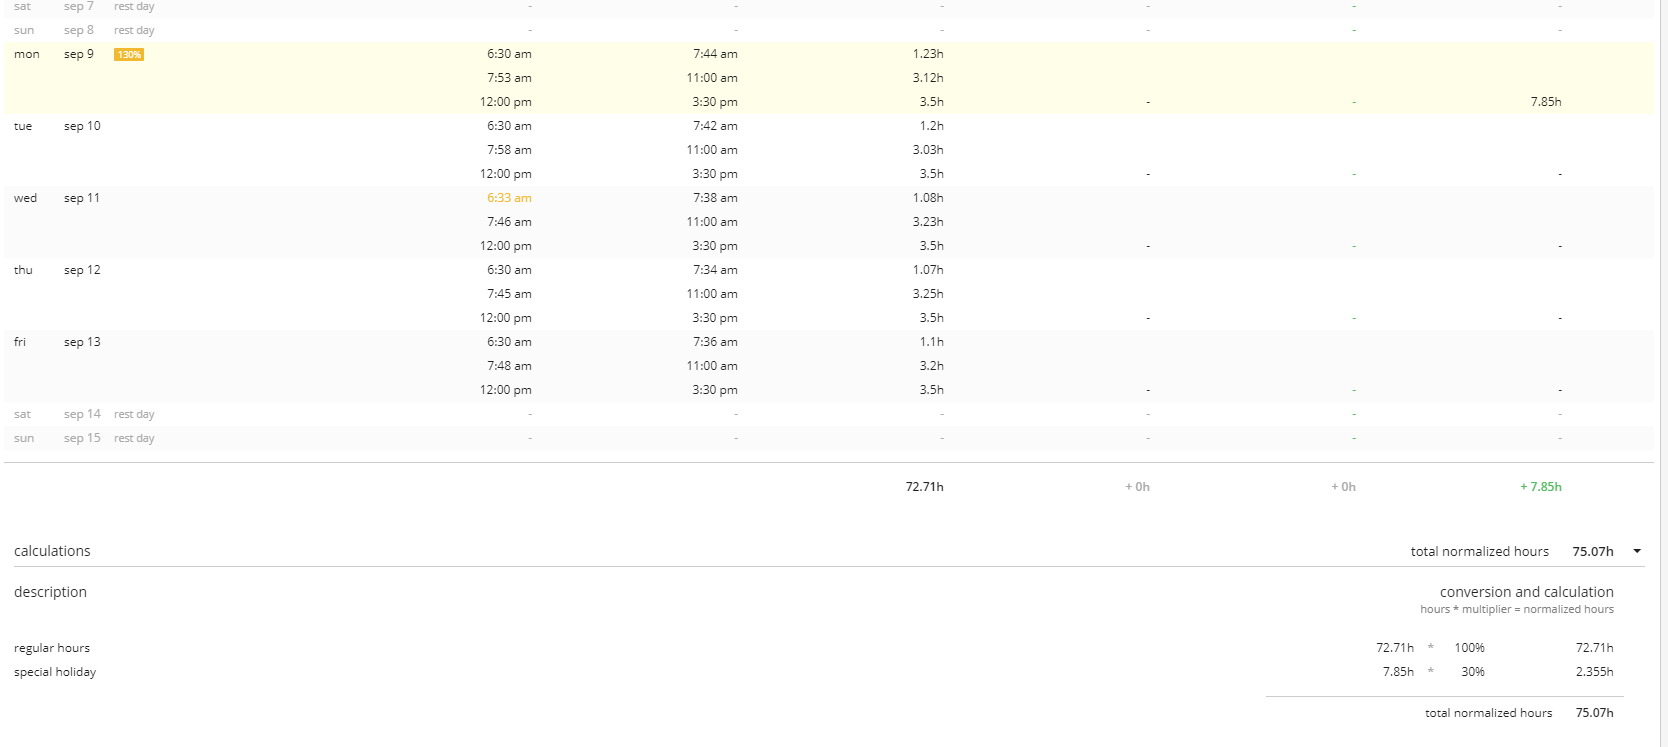 sat sep 7 rest day - - - - - -
sun sep 8 rest day - - - - - -
mon sep 9 130% 6:30 am 7:44 am 1.23h
7:53 am 11:00 am 3.12h
12:00 pm 3:30 pm 3.5h - - 7.85h
tue sep 10 6:30 am 7:42 am 1.2h
7:58 am 11:00 am 3.03h
12:00 pm 3:30 pm 3.5h - - -
wed sep 11 6:33 am 7:38 am 1.08h
7:46 am 11:00 am 3.23h
12:00 pm 3:30 pm 3.5h - - -
thu sep 12 6:30 am 7:34 am 1.07h
7:45 am 11:00 am 3.25h
12:00 pm 3:30 pm 3.5h - - -
fri sep 13 6:30 am 7:36 am 1.1h
7:48 am 11:00 am 3.2h
12:00 pm 3:30 pm 3.5h - - -
sat sep 14 rest day - - - - - -
sun sep 15 rest day - - - - - -
72.71h + 0h + 0h + 7.85h
calculations total normalized hours 75.07h
description conversion and calculation
hours * multiplier = normalized hours
regular hours 72.71h * 100% 72.71h
special holiday 7.85h * 30% 2.355h
total normalized hours 75.07h